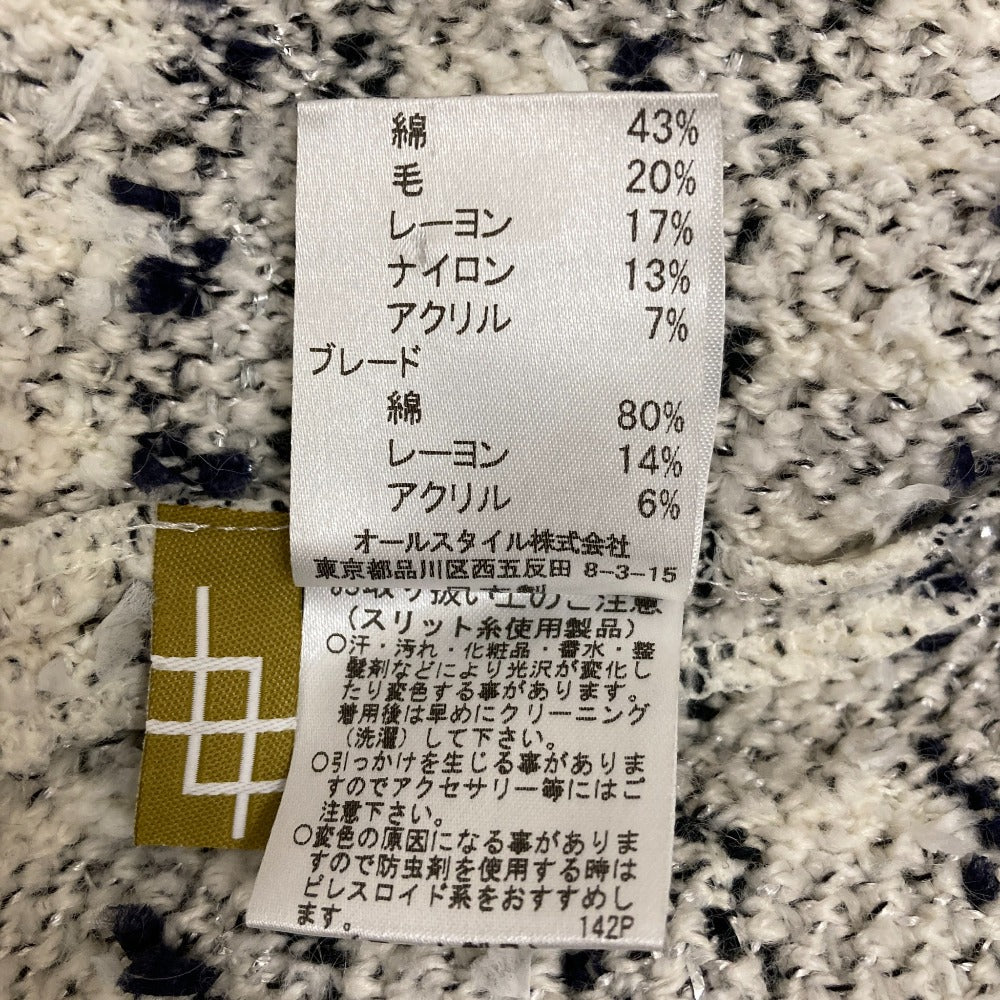 綿 43%
毛 20%
レーヨン 17%
ナイロン 13%
アクリル 7%
ブレード
綿 80%
レーヨン 14%
アクリル 6%
オールスタイル株式会社
東京都品川区西五反田 8-3-15
お取り扱い上のご注意
(スリット糸使用製品)
○汗・汚れ・化粧品・香水・整
髪剤などにより光沢が変化し
たり変色する事があります。
着用後は早めにクリーニング
(洗濯)して下さい。
○引っかけを生じる事がありま
すのでアクセサリー等にはご
注意下さい。
○変色の原因になる事がありま
すので防虫剤を使用する時は
ピレスロイド系をおすすめし
ます。 142P